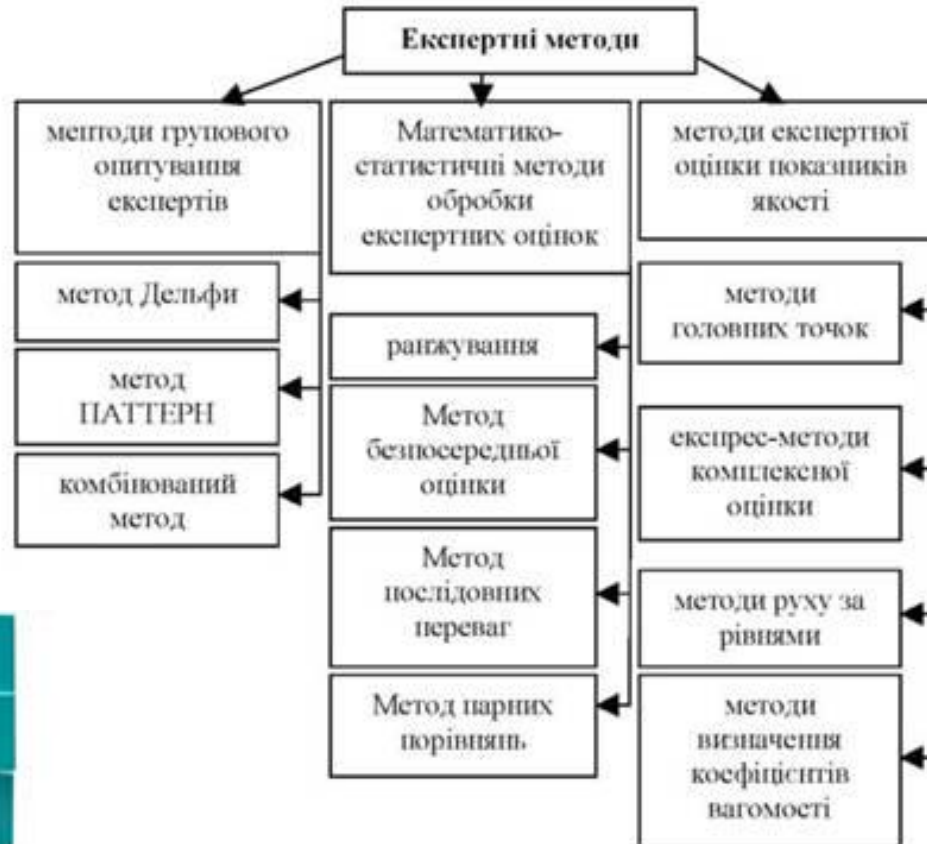 Експертні методи
мептоди групового
опитування
експертів
метод Дельфи
метод
ПАТТЕРН
комбінований
метод
Математико-
статистичні методи
обробки
експертних оцінок
ранжування
Метод
безпосередньої
оцінки
Метод
послідовних
переваг
Метод парних
порівнянь
методи експертної
оцінки показників
якості
методи
головних точок
експрес-методи
комплексної
оцінки
методи руху за
рівнями
методи
визначення
коефіцієнтів
вагомості